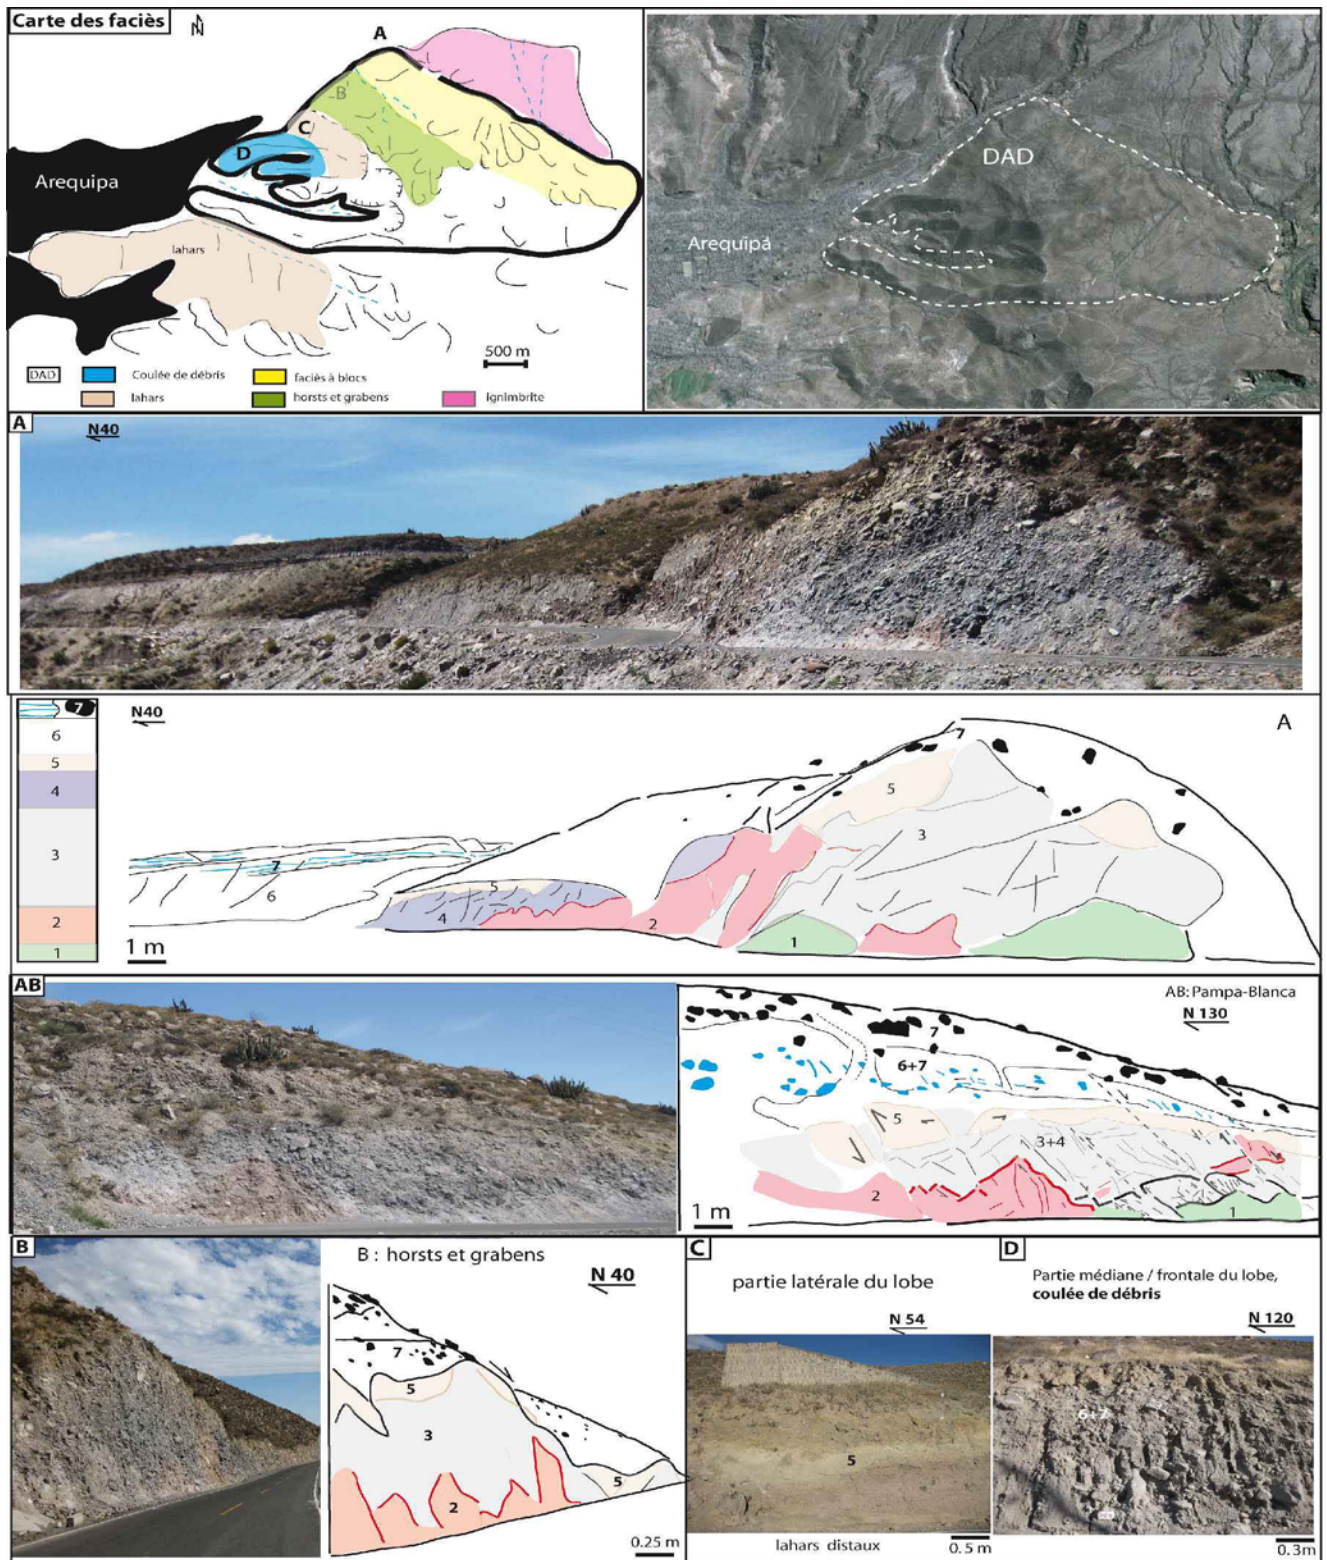 Carte des faciès
N
A
B
C
D
Arequipa
lahars
500 m
DAD
Coulée de débris
faciès à blocs
lahars
horsts et grabens
ignimbrite
DAD
Arequipa
A
N40
7
6
5
4
3
2
1
1 m
N40
A
7
5
3
7
6
5
4
2
1
AB
AB: Pampa-Blanca
N 130
7
6+7
5
3+4
2
1
1 m
B
B : horsts et grabens
N 40
7
5
3
5
2
0.25 m
C
partie latérale du lobe
N 54
5
lahars distaux
0.5 m
D
Partie médiane / frontale du lobe,
coulée de débris
N 120
6+7
0.3m